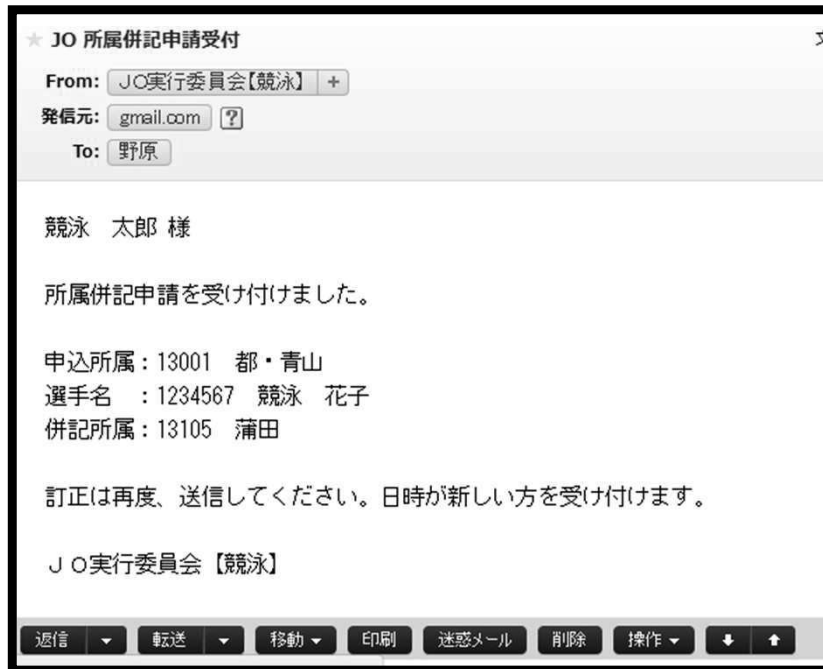 ★ JO 所属併記申請受付
From: JO実行委員会【競泳】 +
発信元: gmail.com ?
To: 野原
競泳　太郎 様
所属併記申請を受け付けました。
申込所属：13001　都・青山
選手名　：1234567　競泳　花子
併記所属：13105　蒲田
訂正は再度、送信してください。日時が新しい方を受け付けます。
ＪＯ実行委員会【競泳】
返信 ▼ 転送 ▼ 移動 ▼ 印刷 迷惑メール 削除 操作 ▼ ⬇ ⬆